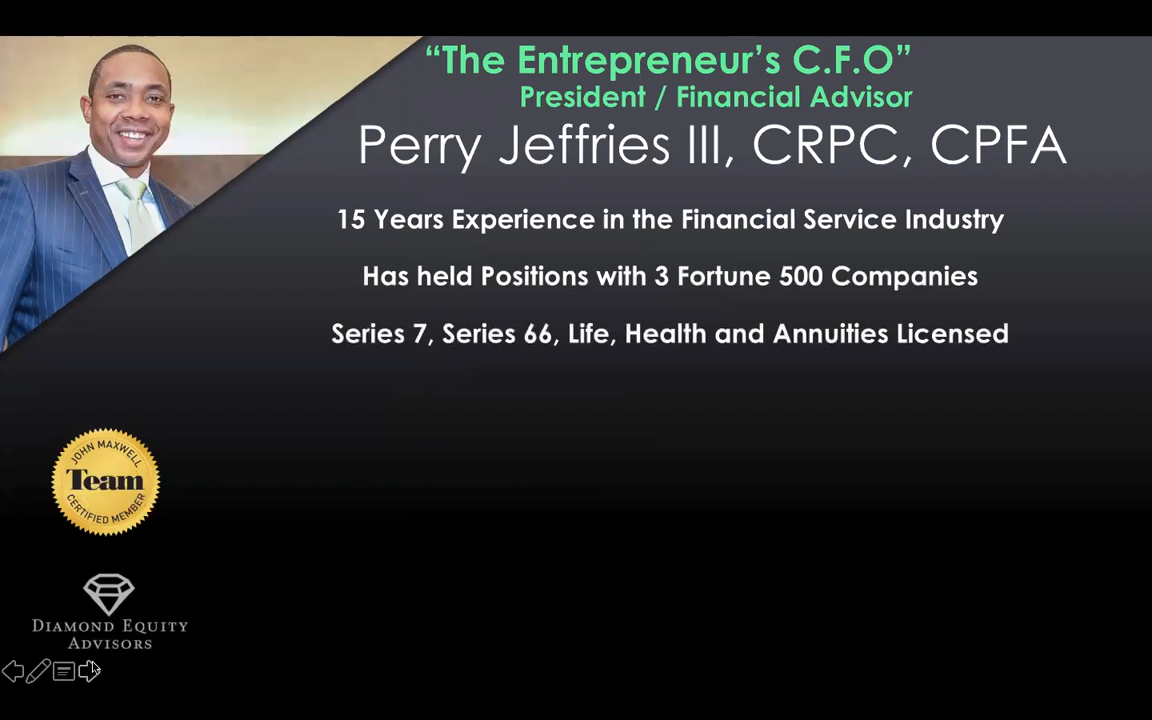 “The Entrepreneur’s C.F.O”
President / Financial Advisor
Perry Jeffries III, CRPC, CPFA
15 Years Experience in the Financial Service Industry
Has held Positions with 3 Fortune 500 Companies
Series 7, Series 66, Life, Health and Annuities Licensed
JOHN MAXWELL
Team
CERTIFIED MEMBER
DIAMOND EQUITY
ADVISORS